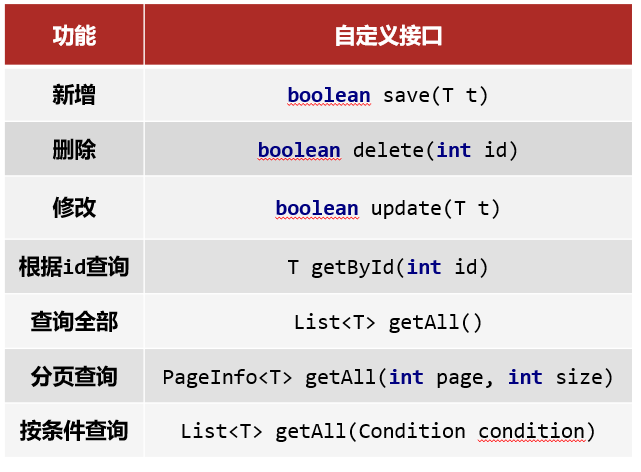 功能 自定义接口
新增 boolean save(T t)
删除 boolean delete(int id)
修改 boolean update(T t)
根据id查询 T getById(int id)
查询全部 List<T> getAll()
分页查询 PageInfo<T> getAll(int page, int size)
按条件查询 List<T> getAll(Condition condition)